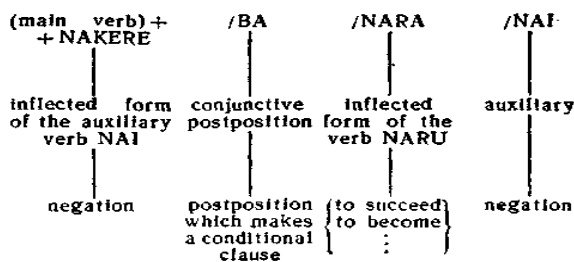 (main verb)+ /BA /NARA /NAI
+NAKERE
inflected form conjunctive inflected auxiliary
of the auxiliary postposition form of the
verb NAI verb NARU
negation postposition {to succeed} negation
which makes to become
a conditional ⋮
clause